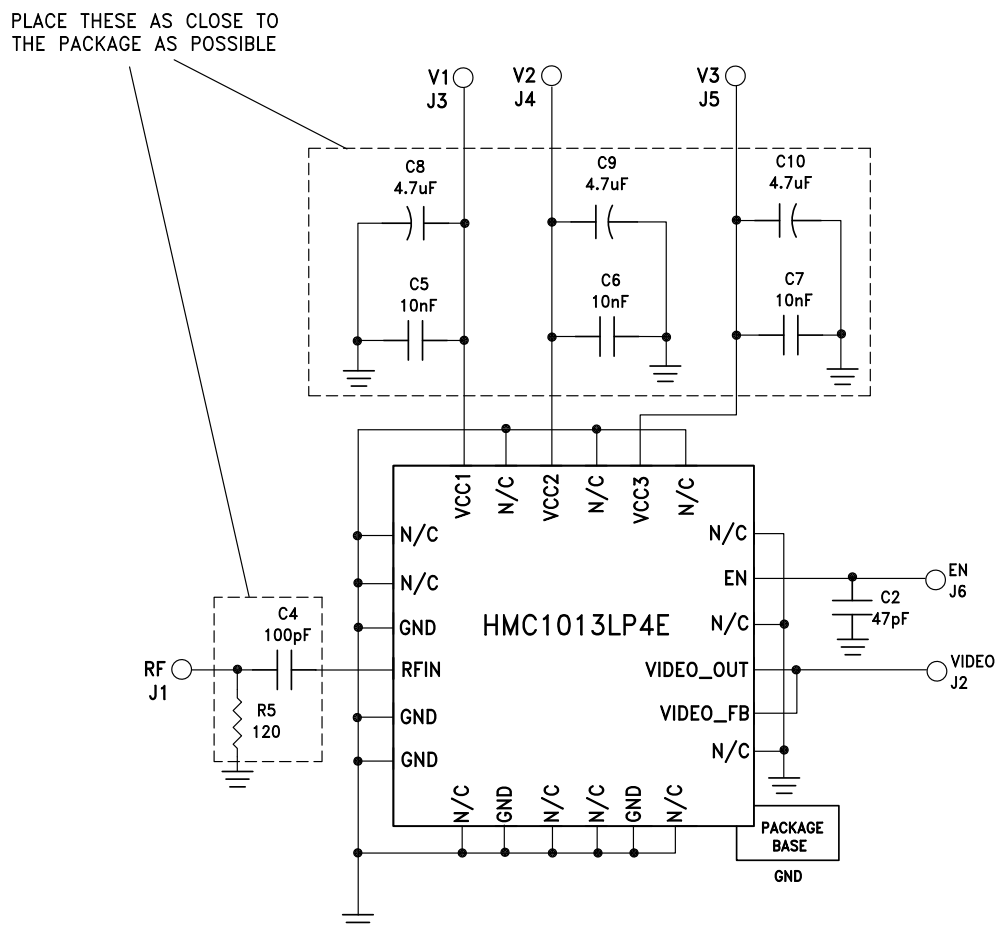 PLACE THESE AS CLOSE TO
THE PACKAGE AS POSSIBLE
V1
J3
V2
J4
V3
J5
C8
4.7uF
C9
4.7uF
C10
4.7uF
C5
10nF
C6
10nF
C7
10nF
VCC1
N/C
VCC2
N/C
VCC3
N/C
N/C
N/C
GND
RFIN
GND
GND
HMC1013LP4E
N/C
EN
N/C
VIDEO_OUT
VIDEO_FB
N/C
EN
J6
C2
47pF
VIDEO
J2
RF
J1
C4
100pF
R5
120
N/C
GND
N/C
N/C
GND
N/C
PACKAGE
BASE
GND